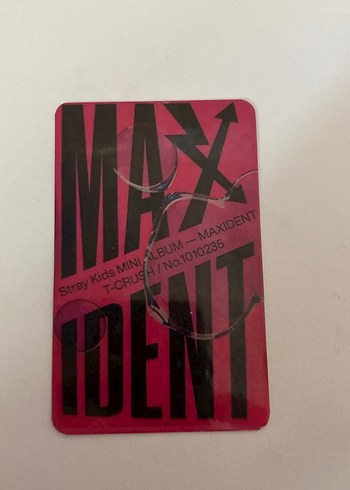 MAX
Stray Kids MINI ALBUM — MAXIDENT
T-CRUSH / No.1010235
IDENT